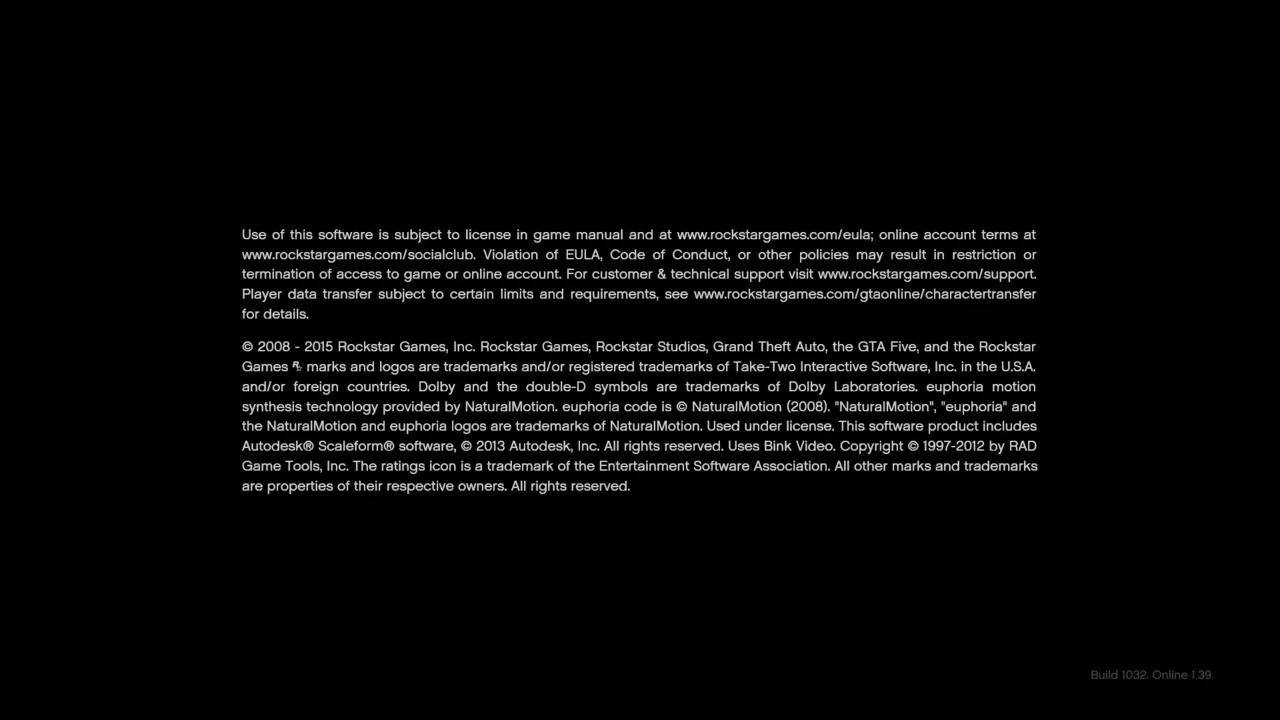 Use of this software is subject to license in game manual and at www.rockstargames.com/eula; online account terms at
www.rockstargames.com/socialclub. Violation of EULA, Code of Conduct, or other policies may result in restriction or
termination of access to game or online account. For customer & technical support visit www.rockstargames.com/support.
Player data transfer subject to certain limits and requirements, see www.rockstargames.com/gtaonline/charactertransfer
for details.
© 2008 - 2015 Rockstar Games, Inc. Rockstar Games, Rockstar Studios, Grand Theft Auto, the GTA Five, and the Rockstar
Games R* marks and logos are trademarks and/or registered trademarks of Take-Two Interactive Software, Inc. in the U.S.A.
and/or foreign countries. Dolby and the double-D symbols are trademarks of Dolby Laboratories. euphoria motion
synthesis technology provided by NaturalMotion. euphoria code is © NaturalMotion (2008). "NaturalMotion", "euphoria" and
the NaturalMotion and euphoria logos are trademarks of NaturalMotion. Used under license. This software product includes
Autodesk® Scaleform® software, © 2013 Autodesk, Inc. All rights reserved. Uses Bink Video. Copyright © 1997-2012 by RAD
Game Tools, Inc. The ratings icon is a trademark of the Entertainment Software Association. All other marks and trademarks
are properties of their respective owners. All rights reserved.
Build 1032. Online 1.39.